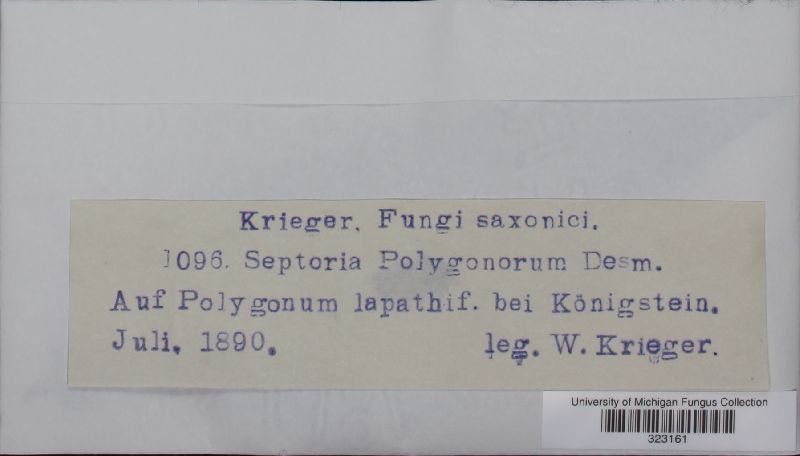 Krieger. Fungi saxonici.
1096. Septoria Polygonorum Desm.
Auf Polygonum lapathif. bei Königstein.
Juli. 1890. leg. W. Krieger.
University of Michigan Fungus Collection
323161